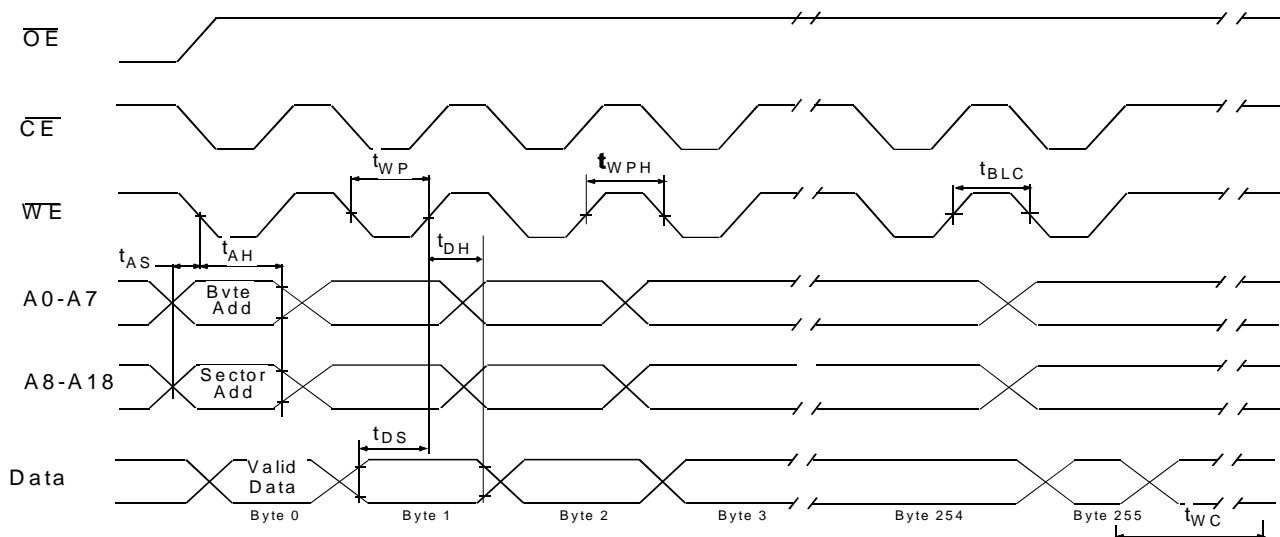 OE
CE
tWP
tWPH
tBLC
WE
tAS
tAH
tDH
A0-A7
Byte
Add
A8-A18
Sector
Add
tDS
Data
Valid
Data
Byte 0
Byte 1
Byte 2
Byte 3
Byte 254
Byte 255
tWC